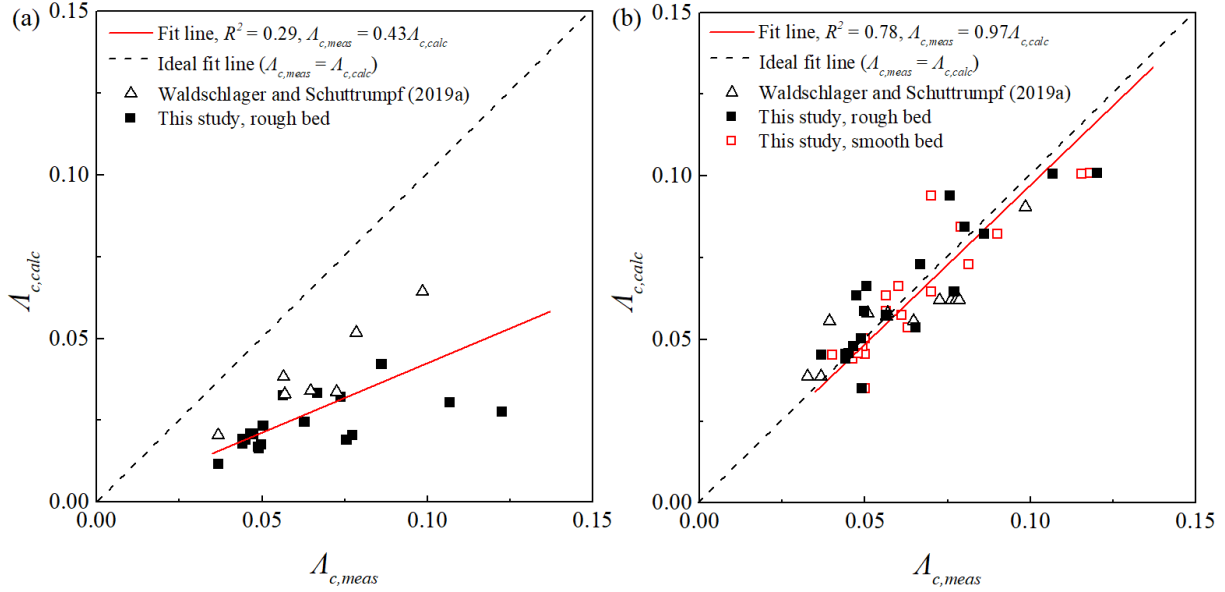 (a)
Fit line, R² = 0.29, Λc,meas = 0.43Λc,calc
Ideal fit line (Λc,meas = Λc,calc)
Waldschlager and Schuttrumpf (2019a)
This study, rough bed
0.15
0.10
0.05
0.00
Λc,calc
0.00 0.05 0.10 0.15
Λc,meas
(b)
Fit line, R² = 0.78, Λc,meas = 0.97Λc,calc
Ideal fit line (Λc,meas = Λc,calc)
Waldschlager and Schuttrumpf (2019a)
This study, rough bed
This study, smooth bed
0.15
0.10
0.05
0.00
Λc,calc
0.00 0.05 0.10 0.15
Λc,meas